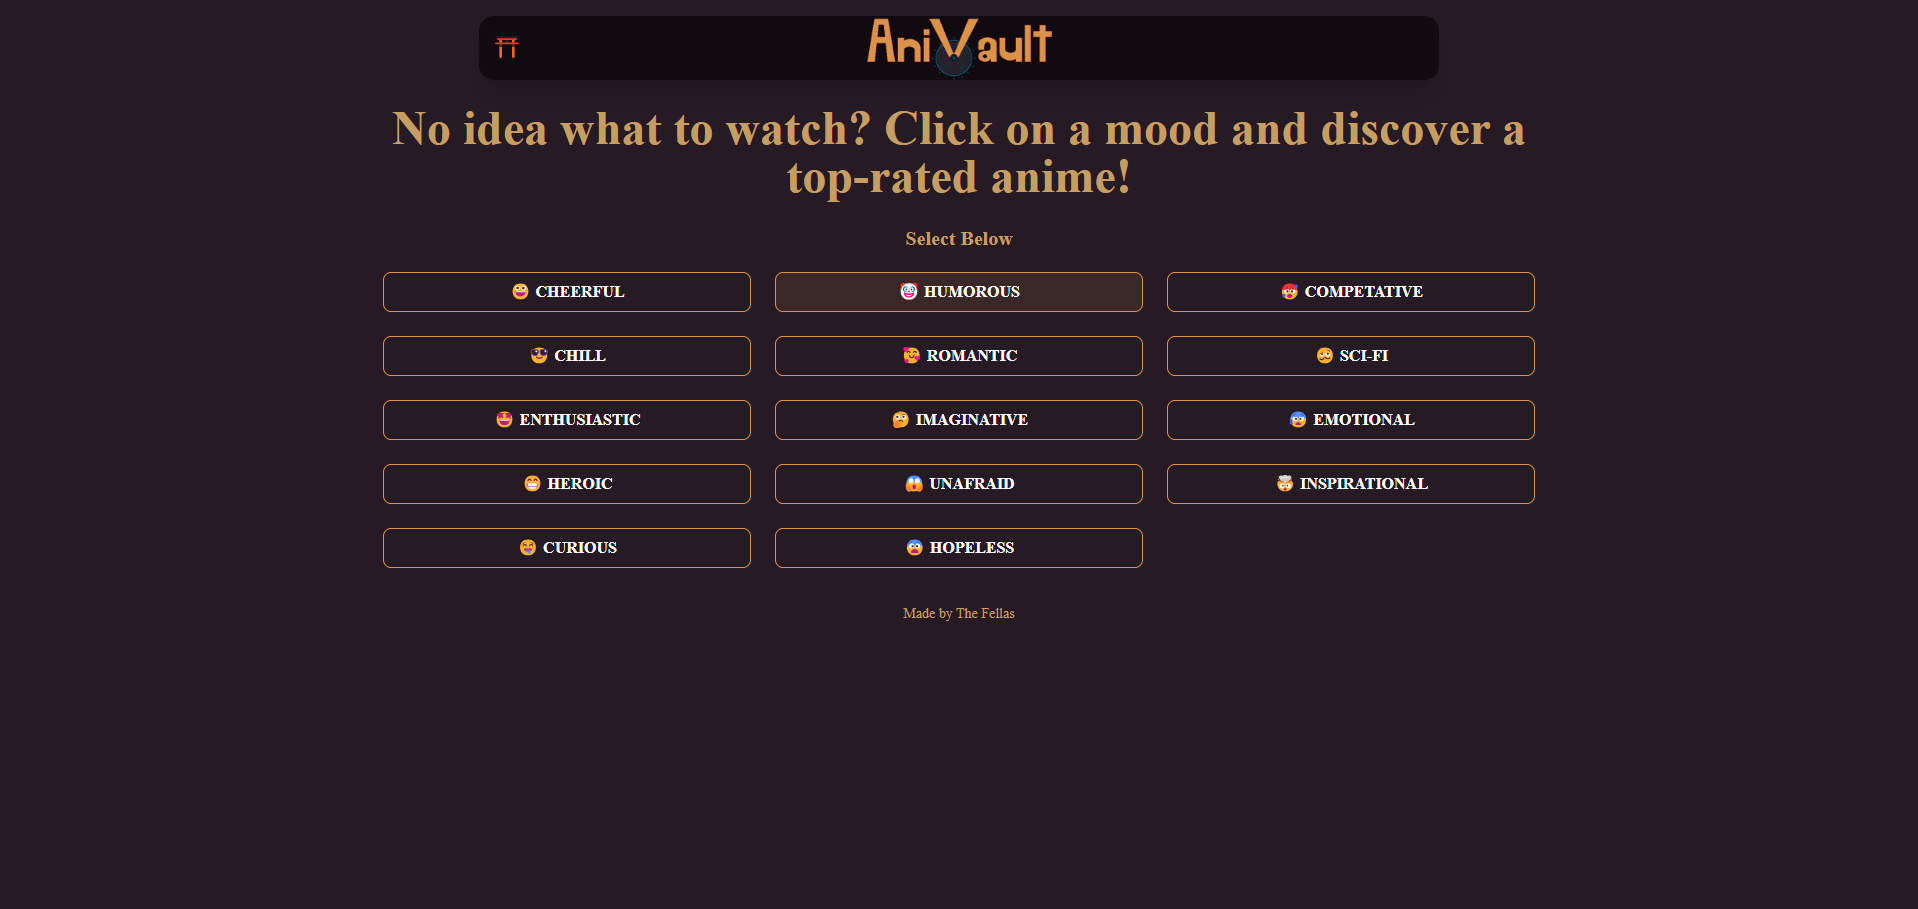 AniVault
No idea what to watch? Click on a mood and discover a
top-rated anime!
Select Below
CHEERFUL
HUMOROUS
COMPETATIVE
CHILL
ROMANTIC
SCI-FI
ENTHUSIASTIC
IMAGINATIVE
EMOTIONAL
HEROIC
UNAFRAID
INSPIRATIONAL
CURIOUS
HOPELESS
Made by The Fellas